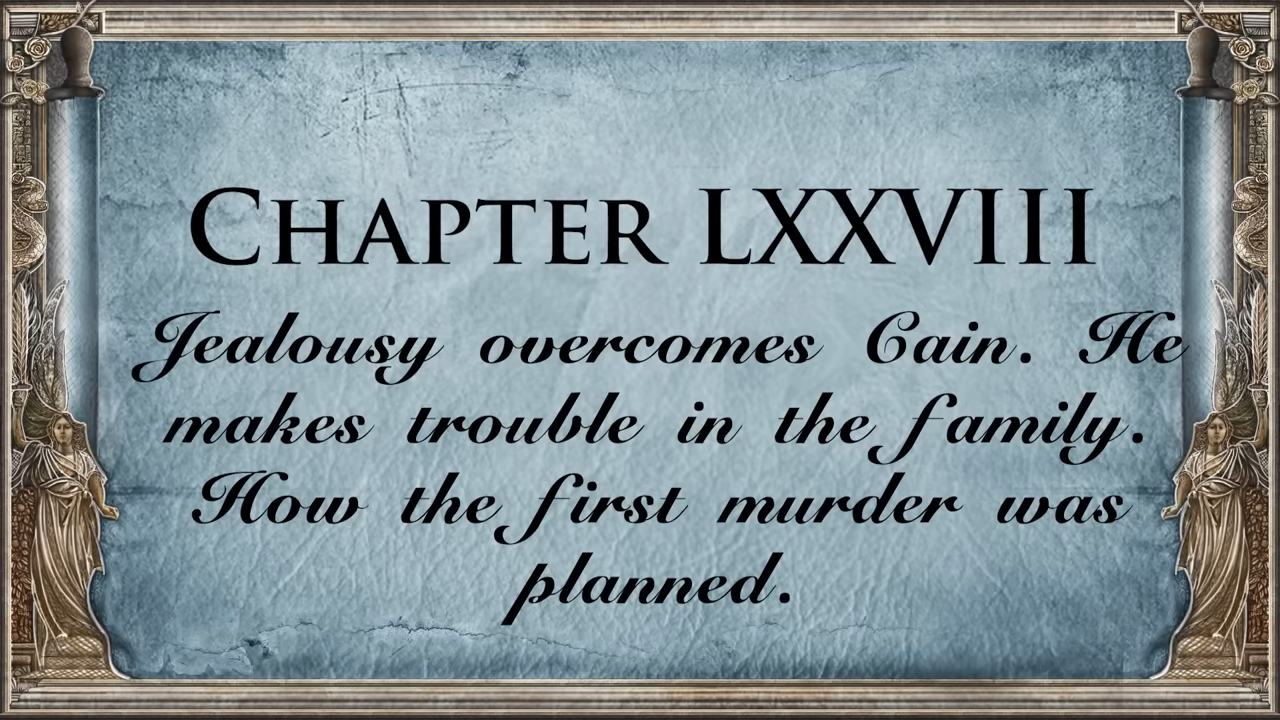 Chapter LXXVIII
Jealousy overcomes Cain. He
makes trouble in the family.
How the first murder was
planned.